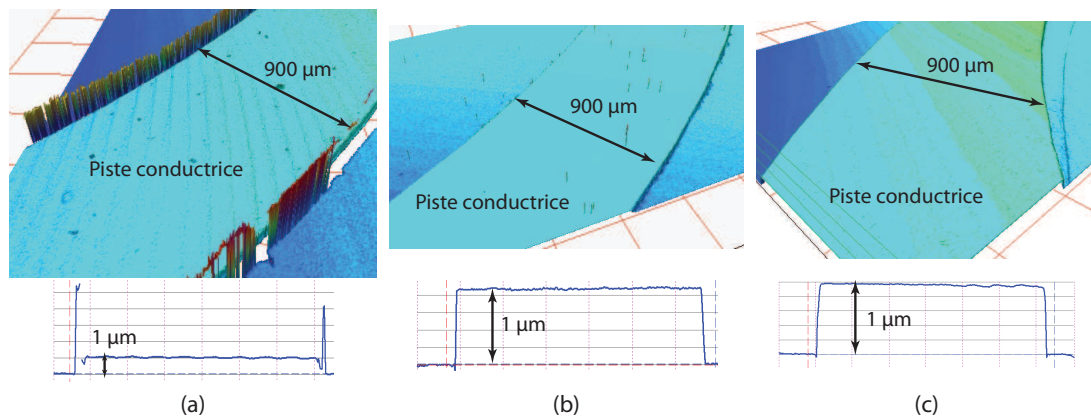 900 µm
Piste conductrice
1 µm
(a)
900 µm
Piste conductrice
1 µm
(b)
900 µm
Piste conductrice
1 µm
(c)